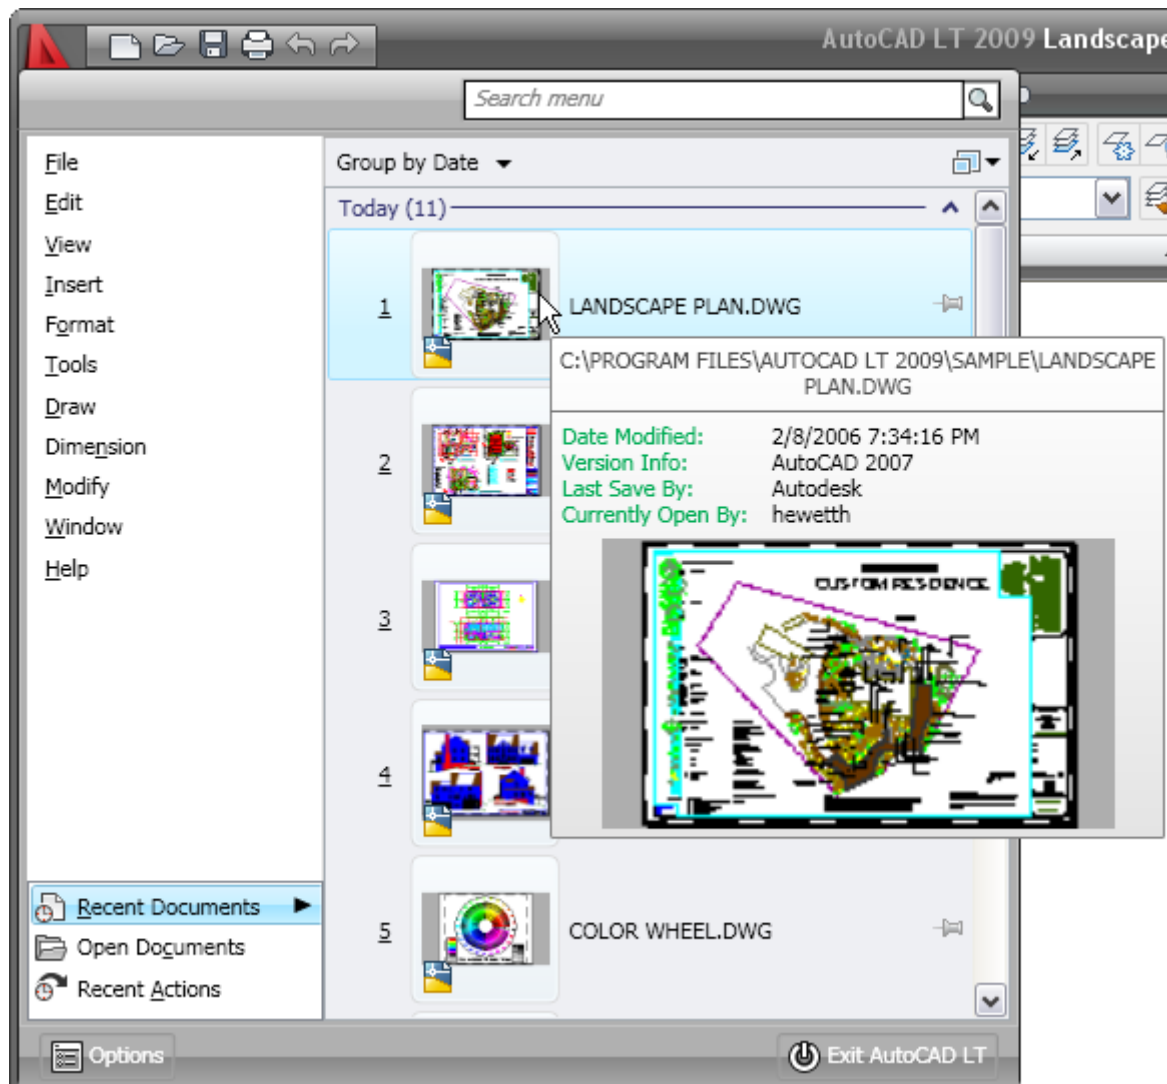 AutoCAD LT 2009 Landscape
Search menu
File
Edit
View
Insert
Format
Tools
Draw
Dimension
Modify
Window
Help
Recent Documents
Open Documents
Recent Actions
Group by Date
Today (11)
1
LANDSCAPE PLAN.DWG
C:\PROGRAM FILES\AUTOCAD LT 2009\SAMPLE\LANDSCAPE
PLAN.DWG
Date Modified: 2/8/2006 7:34:16 PM
Version Info: AutoCAD 2007
Last Save By: Autodesk
Currently Open By: hewetth
CUSTOM RESIDENCE
2
3
4
5
COLOR WHEEL.DWG
Options
Exit AutoCAD LT